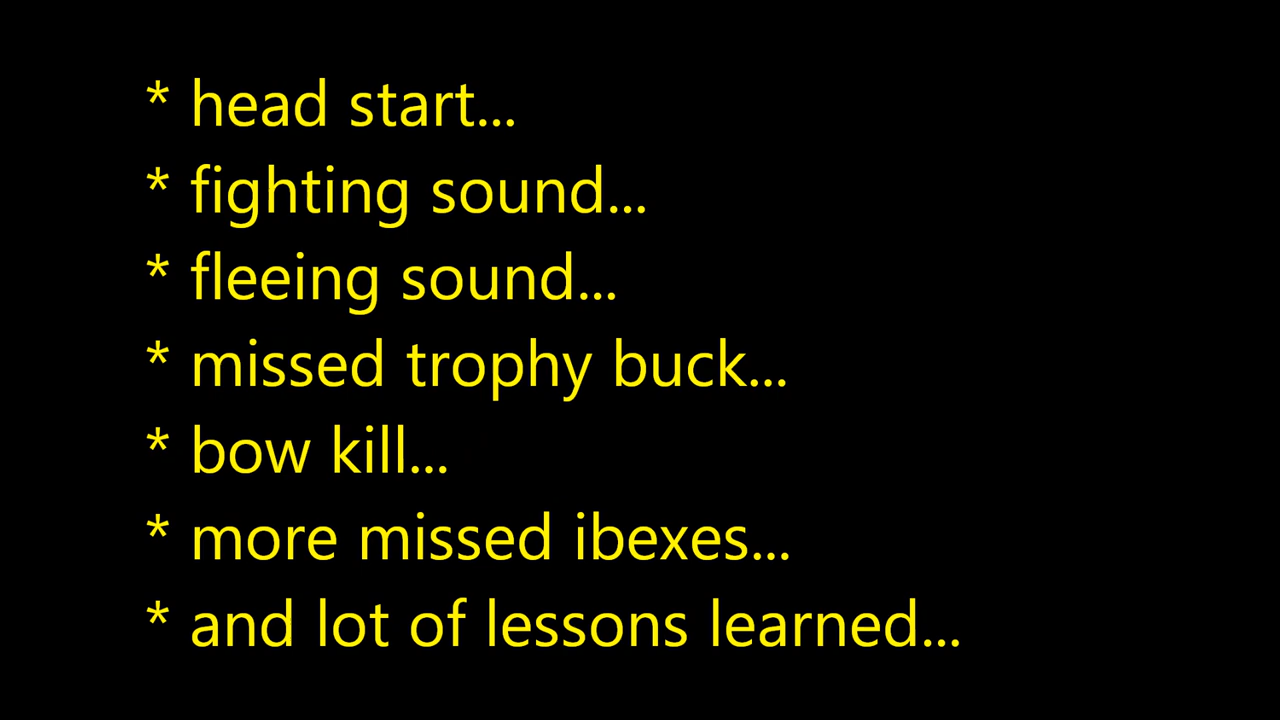 * head start...
* fighting sound...
* fleeing sound...
* missed trophy buck...
* bow kill...
* more missed ibexes...
* and lot of lessons learned...